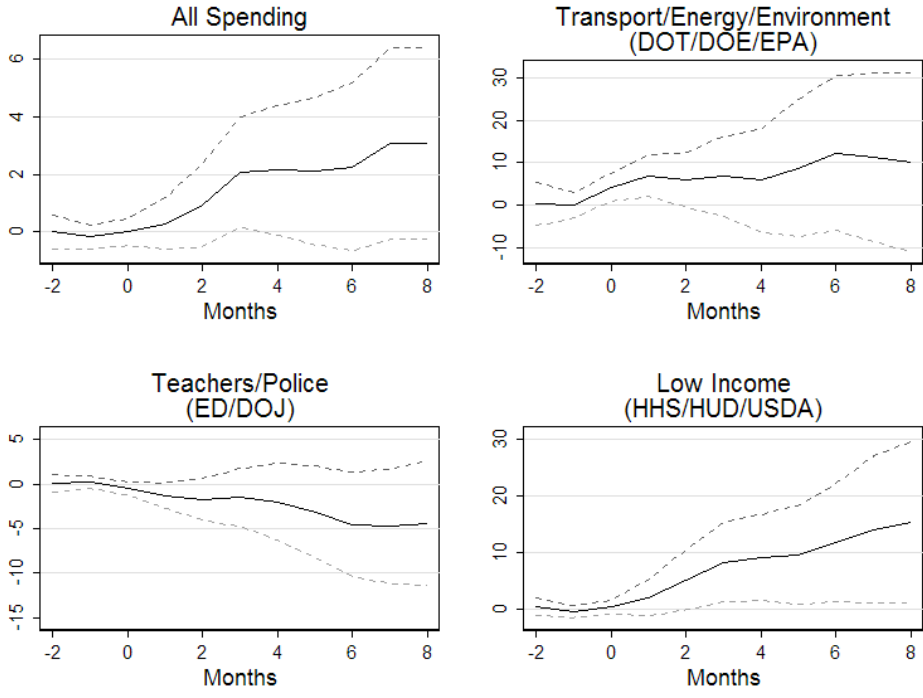 All Spending
6
4
2
0
-2 0 2 4 6 8
Months
Transport/Energy/Environment
(DOT/DOE/EPA)
30
20
10
0
-10
-2 0 2 4 6 8
Months
Teachers/Police
(ED/DOJ)
5
0
-5
-10
-15
-2 0 2 4 6 8
Months
Low Income
(HHS/HUD/USDA)
30
20
10
0
-2 0 2 4 6 8
Months